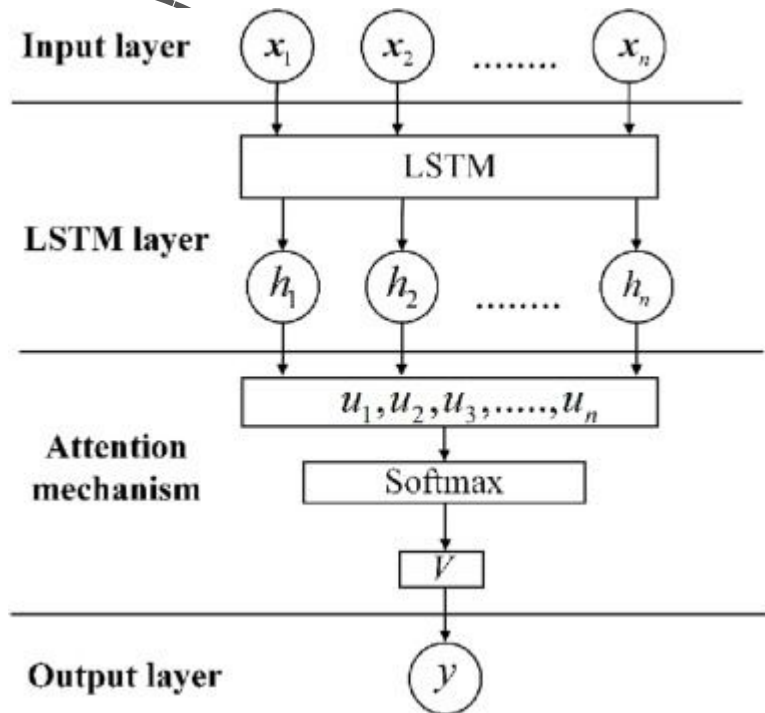 Input layer x₁ x₂ ........ xₙ
LSTM
LSTM layer
h₁ h₂ ........ hₙ
u₁,u₂,u₃,.....,uₙ
Attention
mechanism
Softmax
V
Output layer y